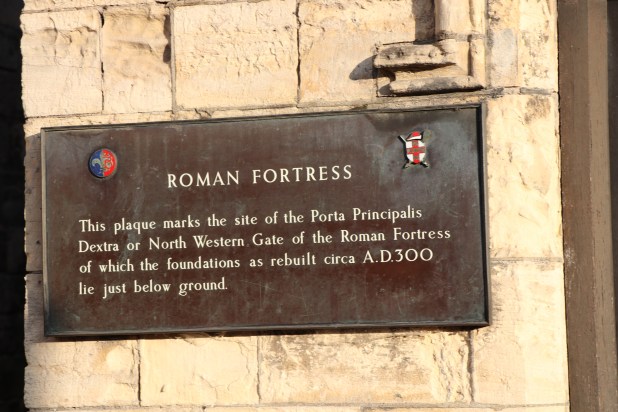 ROMAN FORTRESS
This plaque marks the site of the Porta Principalis
Dextra or North Western Gate of the Roman Fortress
of which the foundations as rebuilt circa A.D.300
lie just below ground.